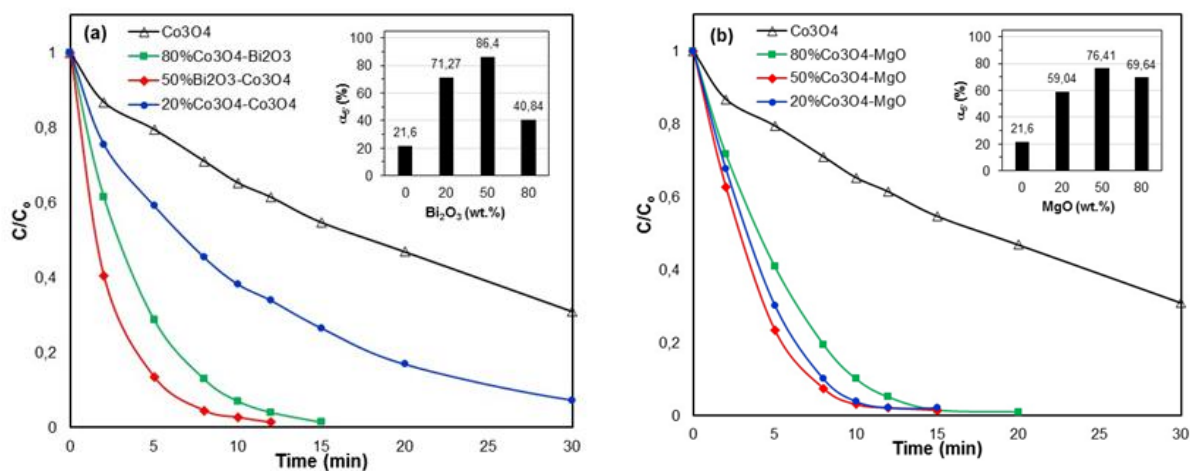 (a)
Co3O4
80%Co3O4-Bi2O3
50%Bi2O3-Co3O4
20%Co3O4-Co3O4
C/Co
1
0,8
0,6
0,4
0,2
0
0 5 10 15 20 25 30
Time (min)
α5' (%)
100
80
60
40
20
0
21,6
71,27
86,4
40,84
0 20 50 80
Bi₂O₃ (wt.%)
(b)
Co3O4
80%Co3O4-MgO
50%Co3O4-MgO
20%Co3O4-MgO
C/Co
1
0,8
0,6
0,4
0,2
0
0 5 10 15 20 25 30
Time (min)
α5' (%)
100
80
60
40
20
0
21,6
59,04
76,41
69,64
0 20 50 80
MgO (wt.%)